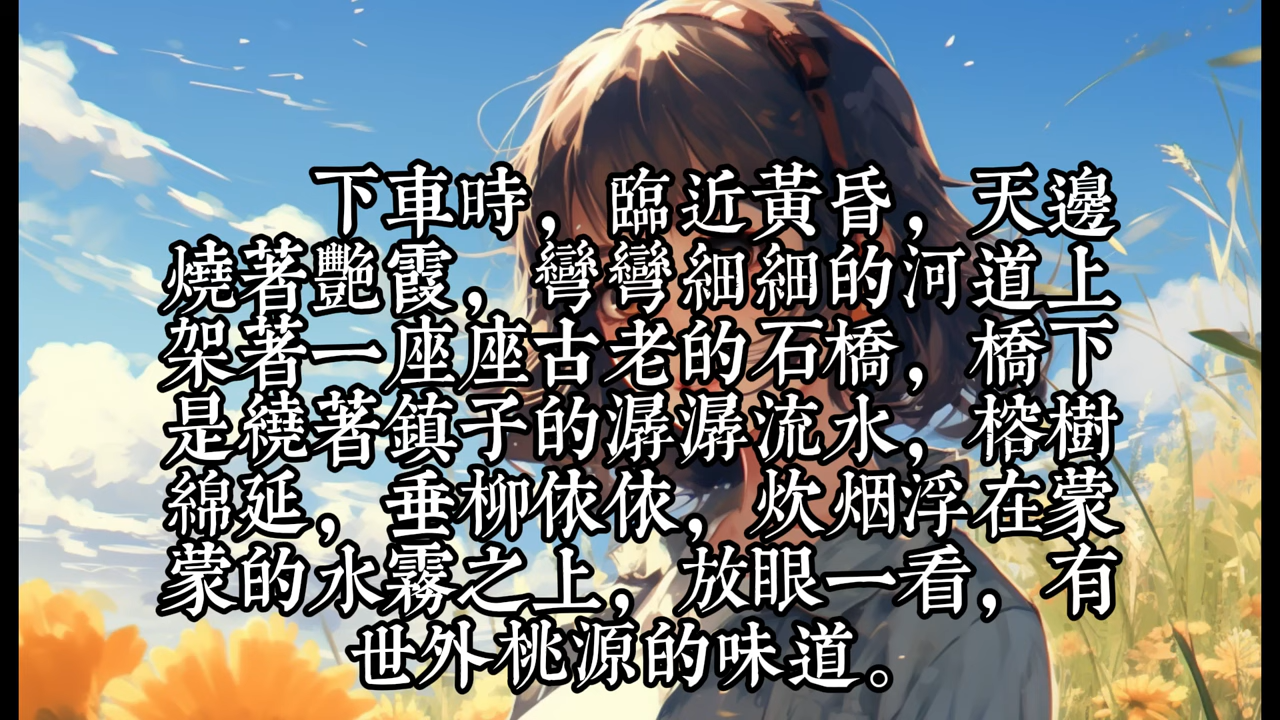 下車時，臨近黃昏，天邊
燒著艷霞，彎彎細細的河道上
架著一座座古老的石橋，橋下
是繞著鎮子的潺潺流水，榕樹
綿延，垂柳依依，炊烟浮在蒙
蒙的水霧之上，放眼一看，有
世外桃源的味道。